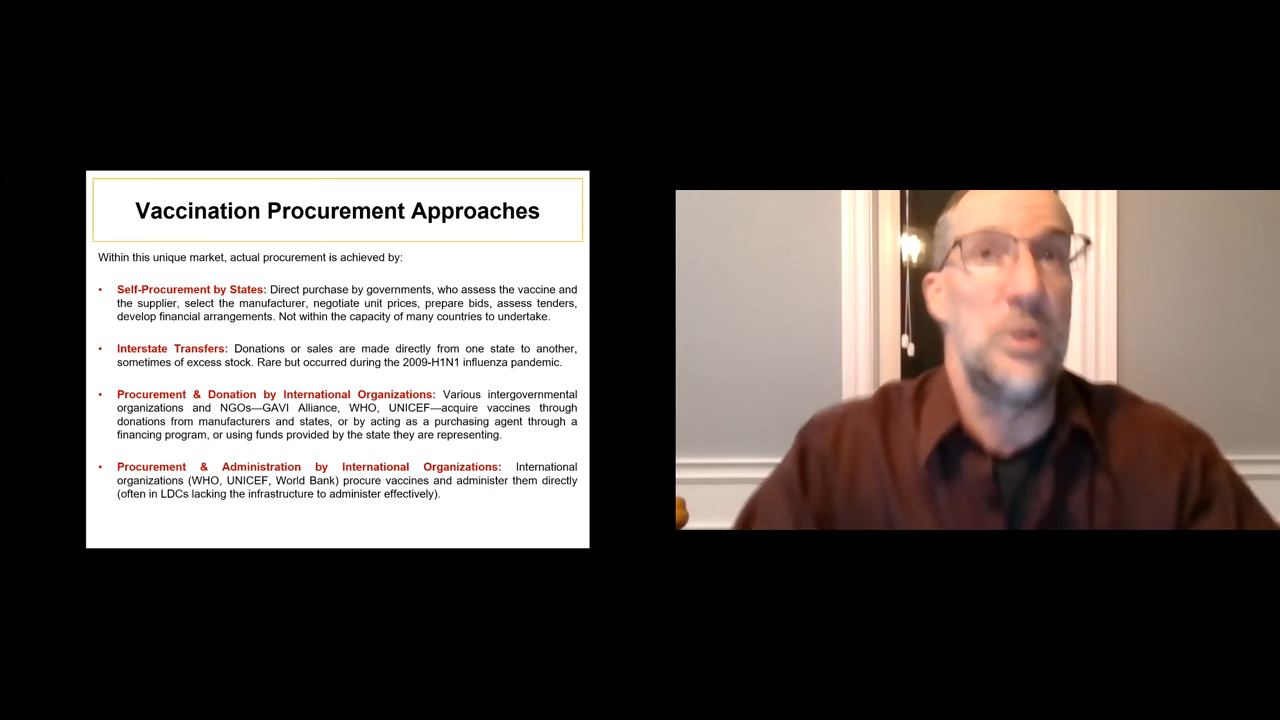 Vaccination Procurement Approaches
Within this unique market, actual procurement is achieved by:
• Self-Procurement by States: Direct purchase by governments, who assess the vaccine and
the supplier, select the manufacturer, negotiate unit prices, prepare bids, assess tenders,
develop financial arrangements. Not within the capacity of many countries to undertake.
• Interstate Transfers: Donations or sales are made directly from one state to another,
sometimes of excess stock. Rare but occurred during the 2009-H1N1 influenza pandemic.
• Procurement & Donation by International Organizations: Various intergovernmental
organizations and NGOs—GAVI Alliance, WHO, UNICEF—acquire vaccines through
donations from manufacturers and states, or by acting as a purchasing agent through a
financing program, or using funds provided by the state they are representing.
• Procurement & Administration by International Organizations: International
organizations (WHO, UNICEF, World Bank) procure vaccines and administer them directly
(often in LDCs lacking the infrastructure to administer effectively).